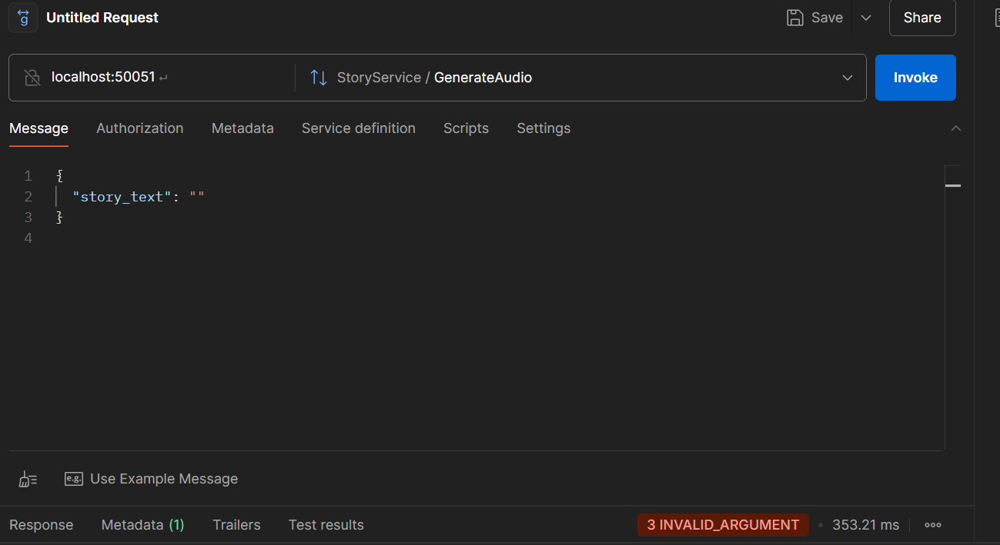 g Untitled Request Save Share
localhost:50051 StoryService / GenerateAudio Invoke
Message Authorization Metadata Service definition Scripts Settings
1 {
2 "story_text": ""
3 }
4
e.g. Use Example Message
Response Metadata (1) Trailers Test results 3 INVALID_ARGUMENT • 353.21 ms